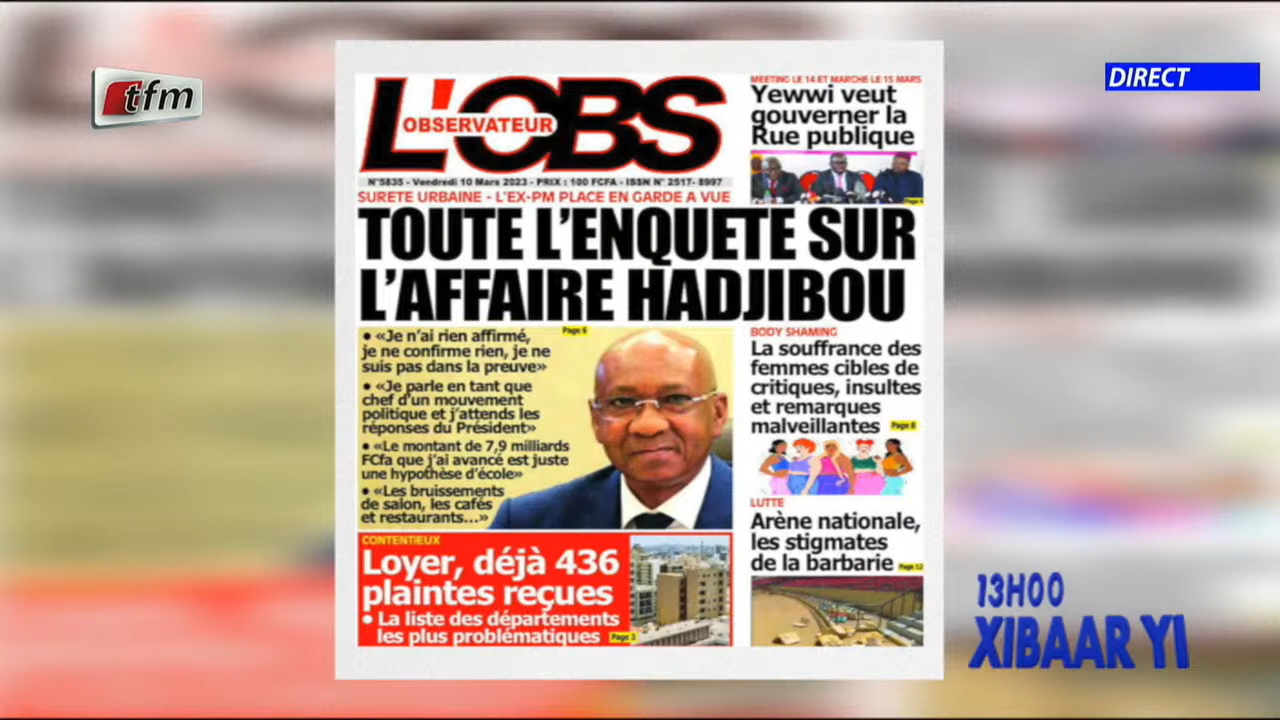 tfm
DIRECT
L'OBS
OBSERVATEUR
N°5835 - Vendredi 10 Mars 2023 - PRIX : 100 FCFA - ISSN N° 2517- 8997
MEETING LE 14 ET MARCHE LE 15 MARS
Yewwi veut
gouverner la
Rue publique
Page 4
SURETE URBAINE - L'EX-PM PLACE EN GARDE A VUE
TOUTE L'ENQUETE SUR
L'AFFAIRE HADJIBOU
Page 6
• «Je n'ai rien affirmé,
je ne confirme rien, je ne
suis pas dans la preuve»
• «Je parle en tant que
chef d'un mouvement
politique et j'attends les
réponses du Président»
• «Le montant de 7,9 milliards
FCfa que j'ai avancé est juste
une hypothèse d'école»
• «Les bruissements
de salon, les cafés
et restaurants...»
BODY SHAMING
La souffrance des
femmes cibles de
critiques, insultes
et remarques
malveillantes Page 8
LUTTE
Arène nationale,
les stigmates
de la barbarie Page 12
CONTENTIEUX
Loyer, déjà 436
plaintes reçues
• La liste des départements
les plus problématiques Page 3
13H00
XIBAAR YI